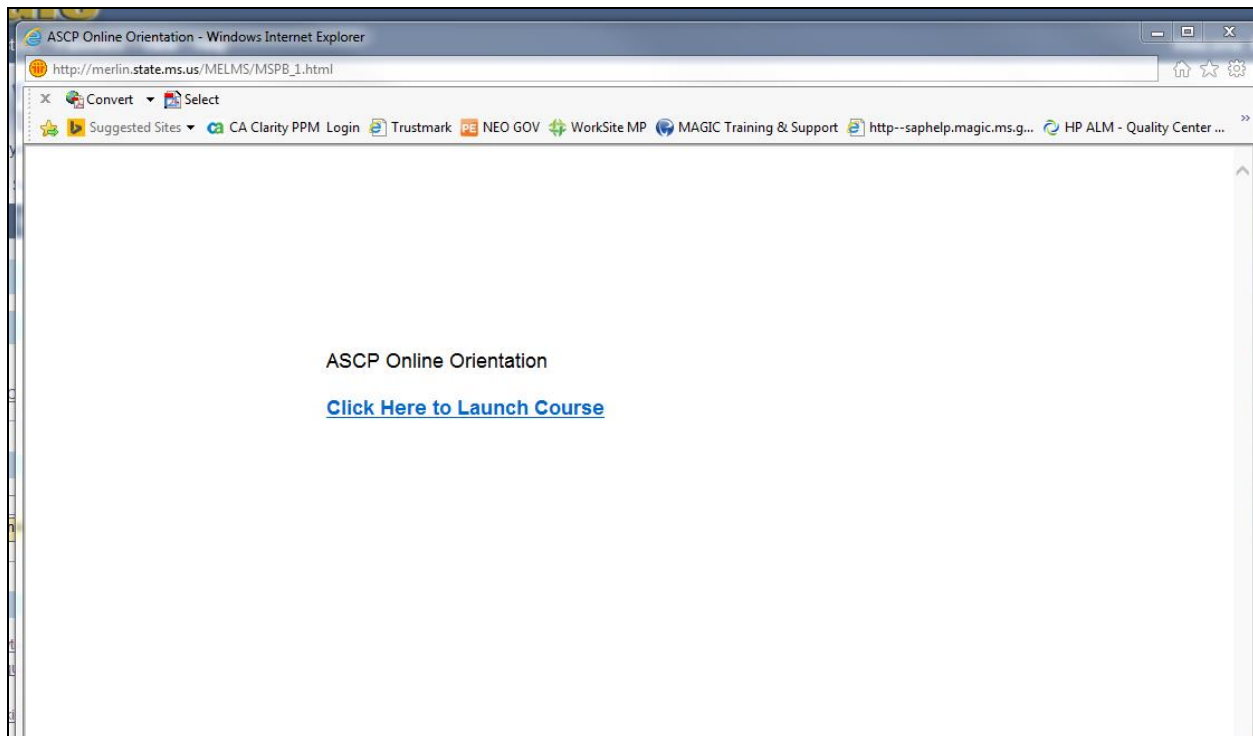 ASCP Online Orientation - Windows Internet Explorer
http://merlin.state.ms.us/MELMS/MSPB_1.html
x Convert Select
Suggested Sites CA Clarity PPM Login Trustmark PE NEO GOV WorkSite MP MAGIC Training & Support http--saphelp.magic.ms.g... HP ALM - Quality Center ... »
ASCP Online Orientation
Click Here to Launch Course